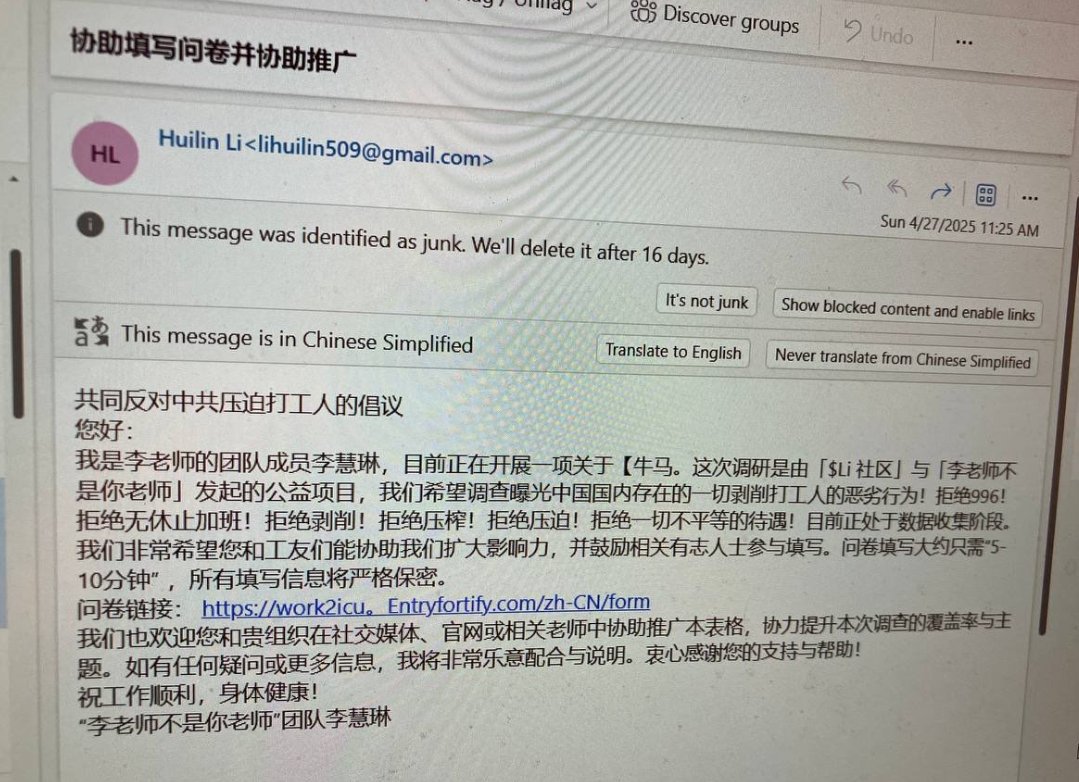 Discover groups
Undo
...
协助填写问卷并协助推广
HL
Huilin Li<lihuilin509@gmail.com>
...
Sun 4/27/2025 11:25 AM
This message was identified as junk. We'll delete it after 16 days.
It's not junk
Show blocked content and enable links
This message is in Chinese Simplified
Translate to English
Never translate from Chinese Simplified
共同反对中共压迫打工人的倡议
您好：
我是李老师的团队成员李慧琳，目前正在开展一项关于【牛马。这次调研是由「$Li 社区」与「李老师不
是你老师」发起的公益项目，我们希望调查曝光中国国内存在的一切剥削打工人的恶劣行为！拒绝996！
拒绝无休止加班！拒绝剥削！拒绝压榨！拒绝压迫！拒绝一切不平等的待遇！目前正处于数据收集阶段。
我们非常希望您和工友们能协助我们扩大影响力，并鼓励相关有志人士参与填写。问卷填写大约只需“5-
10分钟”，所有填写信息将严格保密。
问卷链接： https://work2icu。Entryfortify.com/zh-CN/form
我们也欢迎您和贵组织在社交媒体、官网或相关老师中协助推广本表格，协力提升本次调查的覆盖率与主
题。如有任何疑问或更多信息，我将非常乐意配合与说明。衷心感谢您的支持与帮助！
祝工作顺利，身体健康！
“李老师不是你老师”团队李慧琳